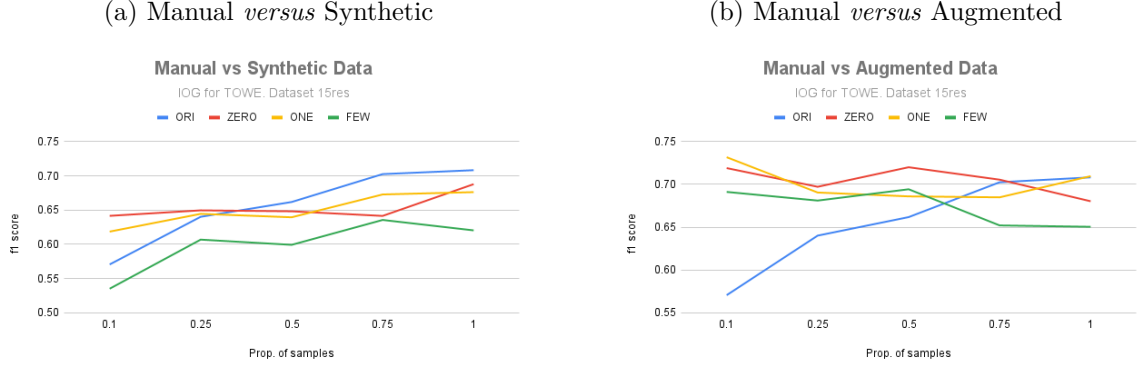 (a) Manual versus Synthetic
Manual vs Synthetic Data
IOG for TOWE. Dataset 15res
ORI ZERO ONE FEW
0.75
0.70
0.65
0.60
0.55
0.50
f1 score
0.1 0.25 0.5 0.75 1
Prop. of samples
(b) Manual versus Augmented
Manual vs Augmented Data
IOG for TOWE. Dataset 15res
ORI ZERO ONE FEW
0.75
0.70
0.65
0.60
0.55
f1 score
0.1 0.25 0.5 0.75 1
Prop. of samples